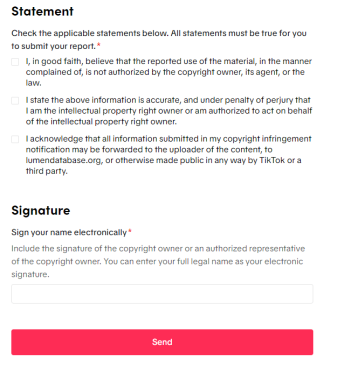 Statement
Check the applicable statements below. All statements must be true for you
to submit your report.*
I, in good faith, believe that the reported use of the material, in the manner
complained of, is not authorized by the copyright owner, its agent, or the
law.
I state the above information is accurate, and under penalty of perjury that
I am the intellectual property right owner or am authorized to act on behalf
of the intellectual property right owner.
I acknowledge that all information submitted in my copyright infringement
notification may be forwarded to the uploader of the content, to
lumendatabase.org, or otherwise made public in any way by TikTok or a
third party.
Signature
Sign your name electronically*
Include the signature of the copyright owner or an authorized representative
of the copyright owner. You can enter your full legal name as your electronic
signature.
Send